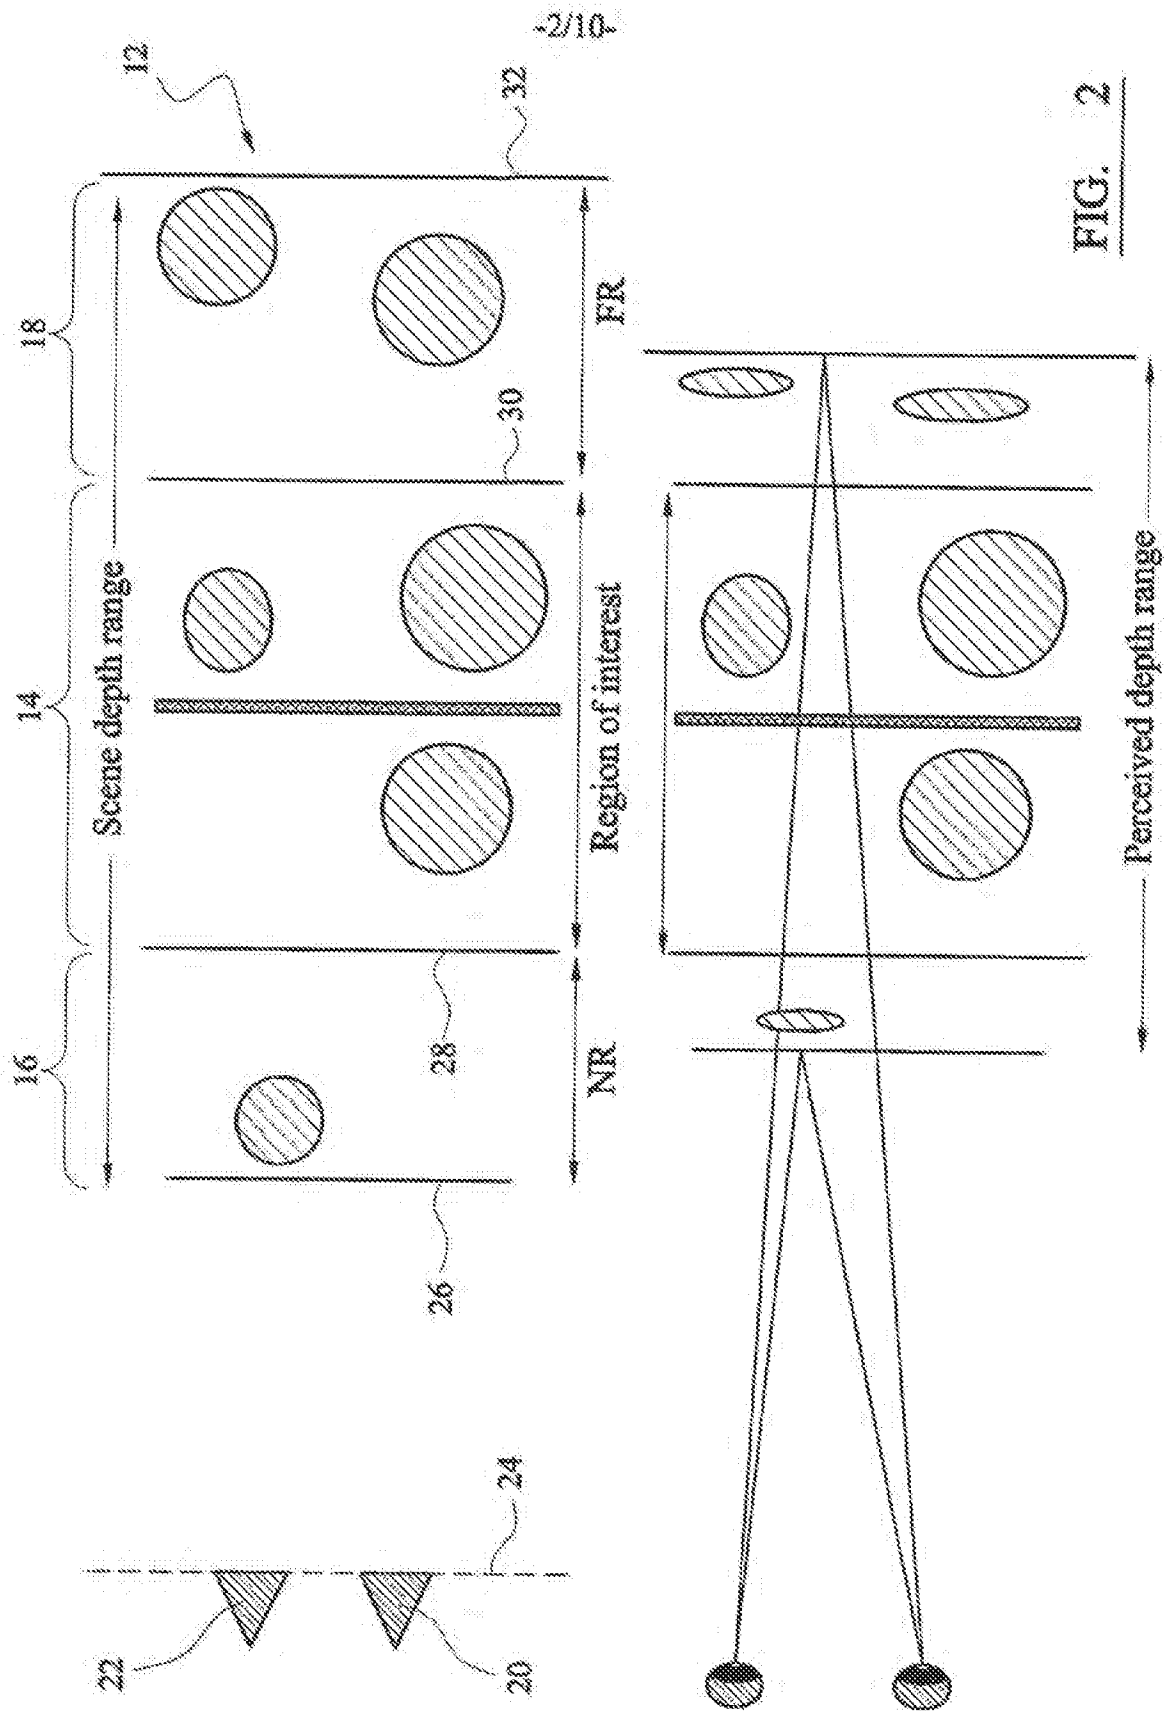 -2/10-
12
18
14
16
Scene depth range
32
30
28
26
FR
Region of interest
NR
24
22
20
Perceived depth range
FIG. 2